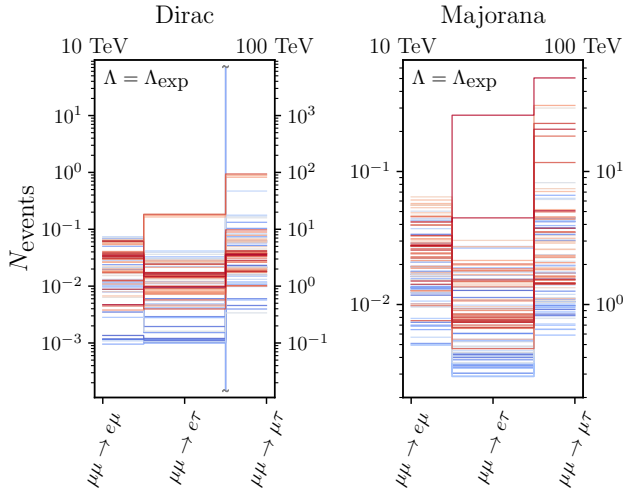 Dirac
Majorana
10 TeV
100 TeV
10 TeV
100 TeV
Λ = Λexp
Λ = Λexp
Nevents
10¹
10⁰
10⁻¹
10⁻²
10⁻³
10³
10²
10¹
10⁰
10⁻¹
10⁻¹
10⁻²
10¹
10⁰
μμ → eμ
μμ → eτ
μμ → μτ
μμ → eμ
μμ → eτ
μμ → μτ